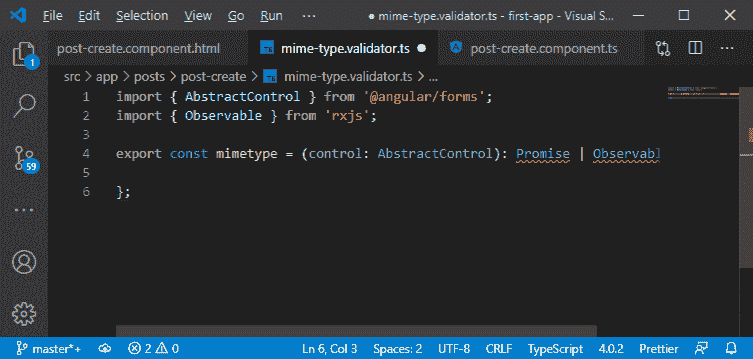 File Edit Selection View Go Run ··· ● mime-type.validator.ts - first-app - Visual S...
1
post-create.component.html TS mime-type.validator.ts ● post-create.component.ts ···
src > app > posts > post-create > TS mime-type.validator.ts > ...
1 import { AbstractControl } from '@angular/forms';
2 import { Observable } from 'rxjs';
3
4 export const mimetype = (control: AbstractControl): Promise | Observabl
5
6 };
59
master*+ 2 0 Ln 6, Col 3 Spaces: 2 UTF-8 CRLF TypeScript 4.0.2 Prettier